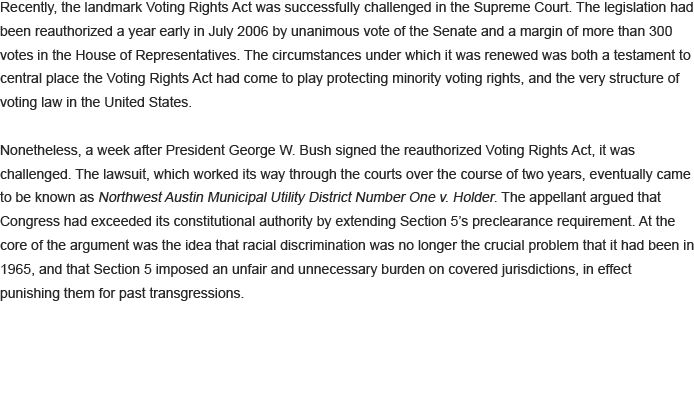 Recently, the landmark Voting Rights Act was successfully challenged in the Supreme Court. The legislation had
been reauthorized a year early in July 2006 by unanimous vote of the Senate and a margin of more than 300
votes in the House of Representatives. The circumstances under which it was renewed was both a testament to
central place the Voting Rights Act had come to play protecting minority voting rights, and the very structure of
voting law in the United States.

Nonetheless, a week after President George W. Bush signed the reauthorized Voting Rights Act, it was
challenged. The lawsuit, which worked its way through the courts over the course of two years, eventually came
to be known as Northwest Austin Municipal Utility District Number One v. Holder. The appellant argued that
Congress had exceeded its constitutional authority by extending Section 5’s preclearance requirement. At the
core of the argument was the idea that racial discrimination was no longer the crucial problem that it had been in
1965, and that Section 5 imposed an unfair and unnecessary burden on covered jurisdictions, in effect
punishing them for past transgressions.